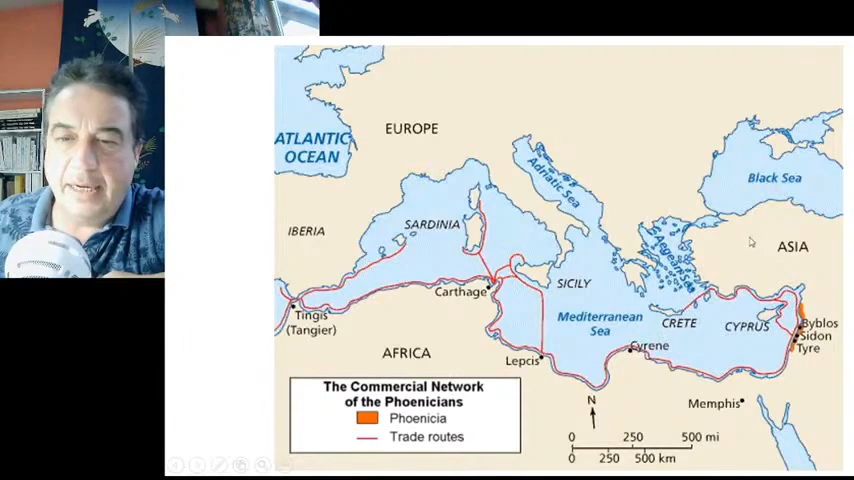 EUROPE
ATLANTIC
OCEAN
Adriatic Sea
Black Sea
IBERIA
SARDINIA
Aegean Sea
ASIA
SICILY
Carthage
Mediterranean
Sea
CRETE
CYPRUS
Tingis
(Tangier)
Byblos
Sidon
Tyre
Cyrene
AFRICA
Lepcis
Memphis
The Commercial Network
of the Phoenicians
Phoenicia
Trade routes
N
0 250 500 mi
0 250 500 km